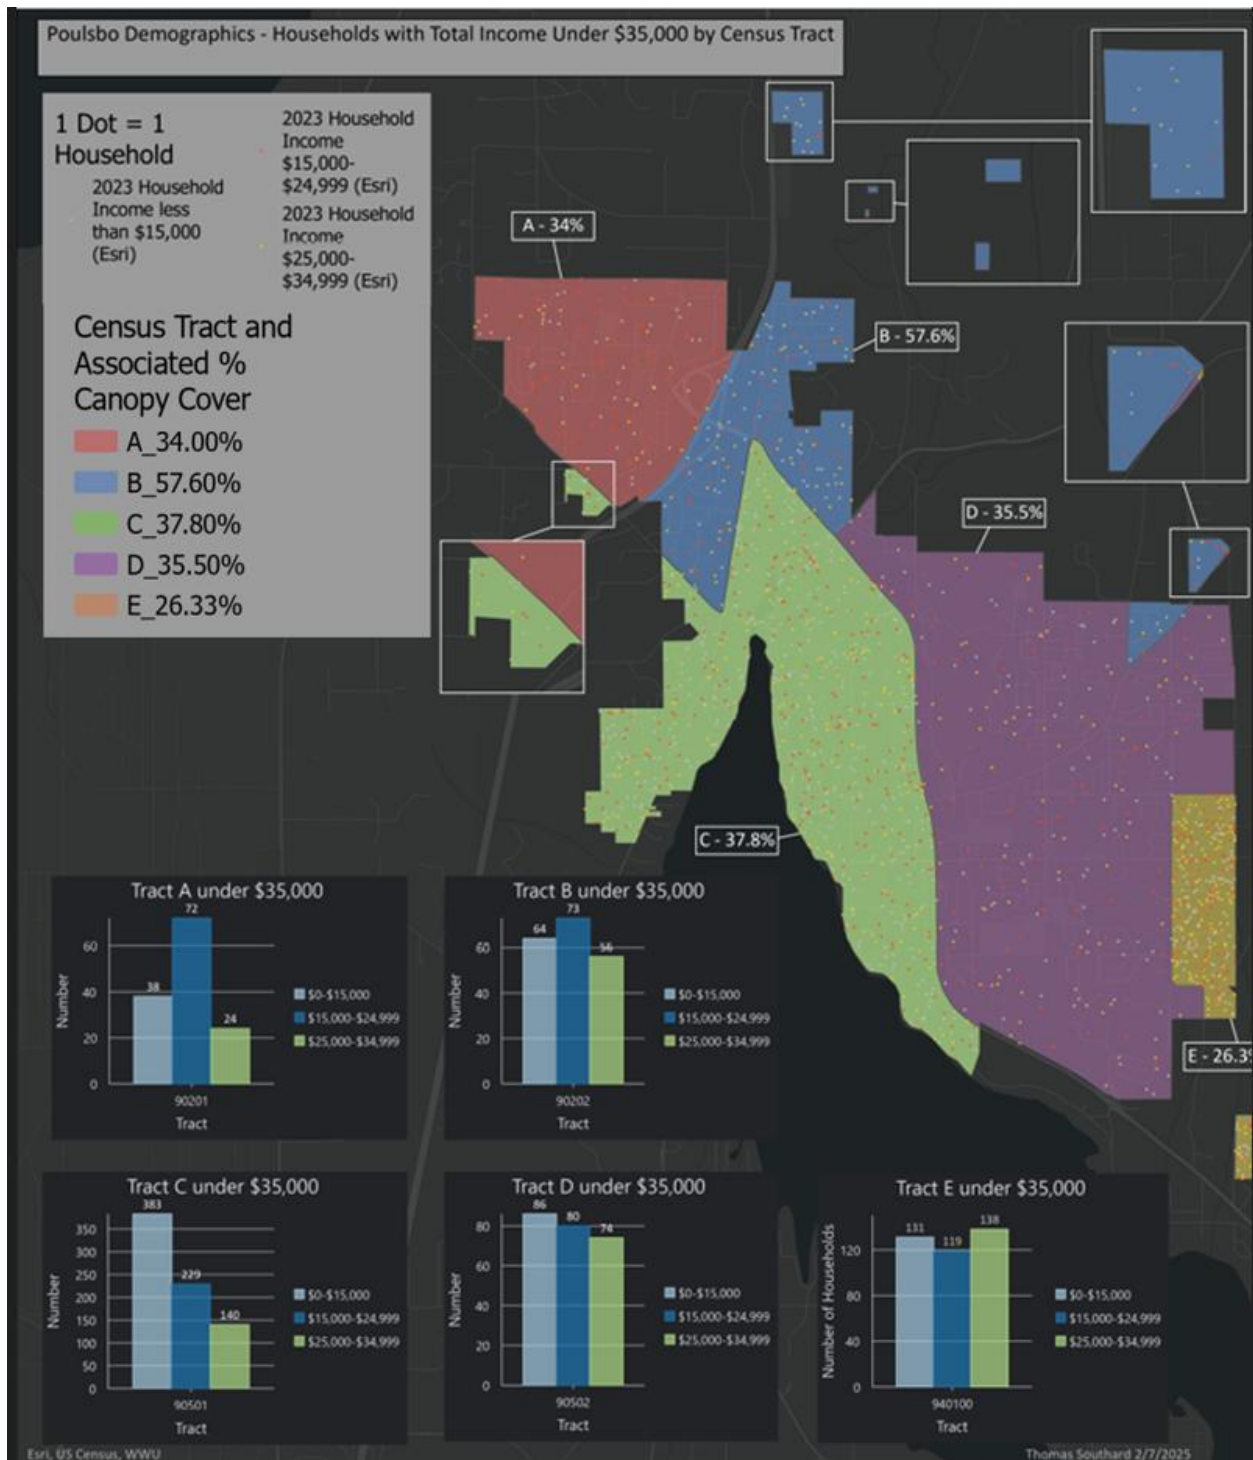 Poulsbo Demographics - Households with Total Income Under $35,000 by Census Tract
1 Dot = 1
Household
2023 Household
Income less
than $15,000
(Esri)
2023 Household
Income
$15,000-
$24,999 (Esri)
2023 Household
Income
$25,000-
$34,999 (Esri)
Census Tract and
Associated %
Canopy Cover
A_34.00%
B_57.60%
C_37.80%
D_35.50%
E_26.33%
A - 34%
B - 57.6%
D - 35.5%
C - 37.8%
E - 26.3
Tract A under $35,000
72
38
24
60
40
20
0
Number
90201
Tract
$0-$15,000
$15,000-$24,999
$25,000-$34,999
Tract B under $35,000
73
64
56
60
40
20
0
Number
90202
Tract
$0-$15,000
$15,000-$24,999
$25,000-$34,999
Tract C under $35,000
383
229
140
350
300
250
200
150
100
50
0
Number
90501
Tract
$0-$15,000
$15,000-$24,999
$25,000-$34,999
Tract D under $35,000
86
80
74
80
60
40
20
0
Number
90502
Tract
$0-$15,000
$15,000-$24,999
$25,000-$34,999
Tract E under $35,000
131
119
138
120
80
40
0
Number of Households
940100
Tract
$0-$15,000
$15,000-$24,999
$25,000-$34,999
Esri, US Census, WWU
Thomas Southard 2/7/2025